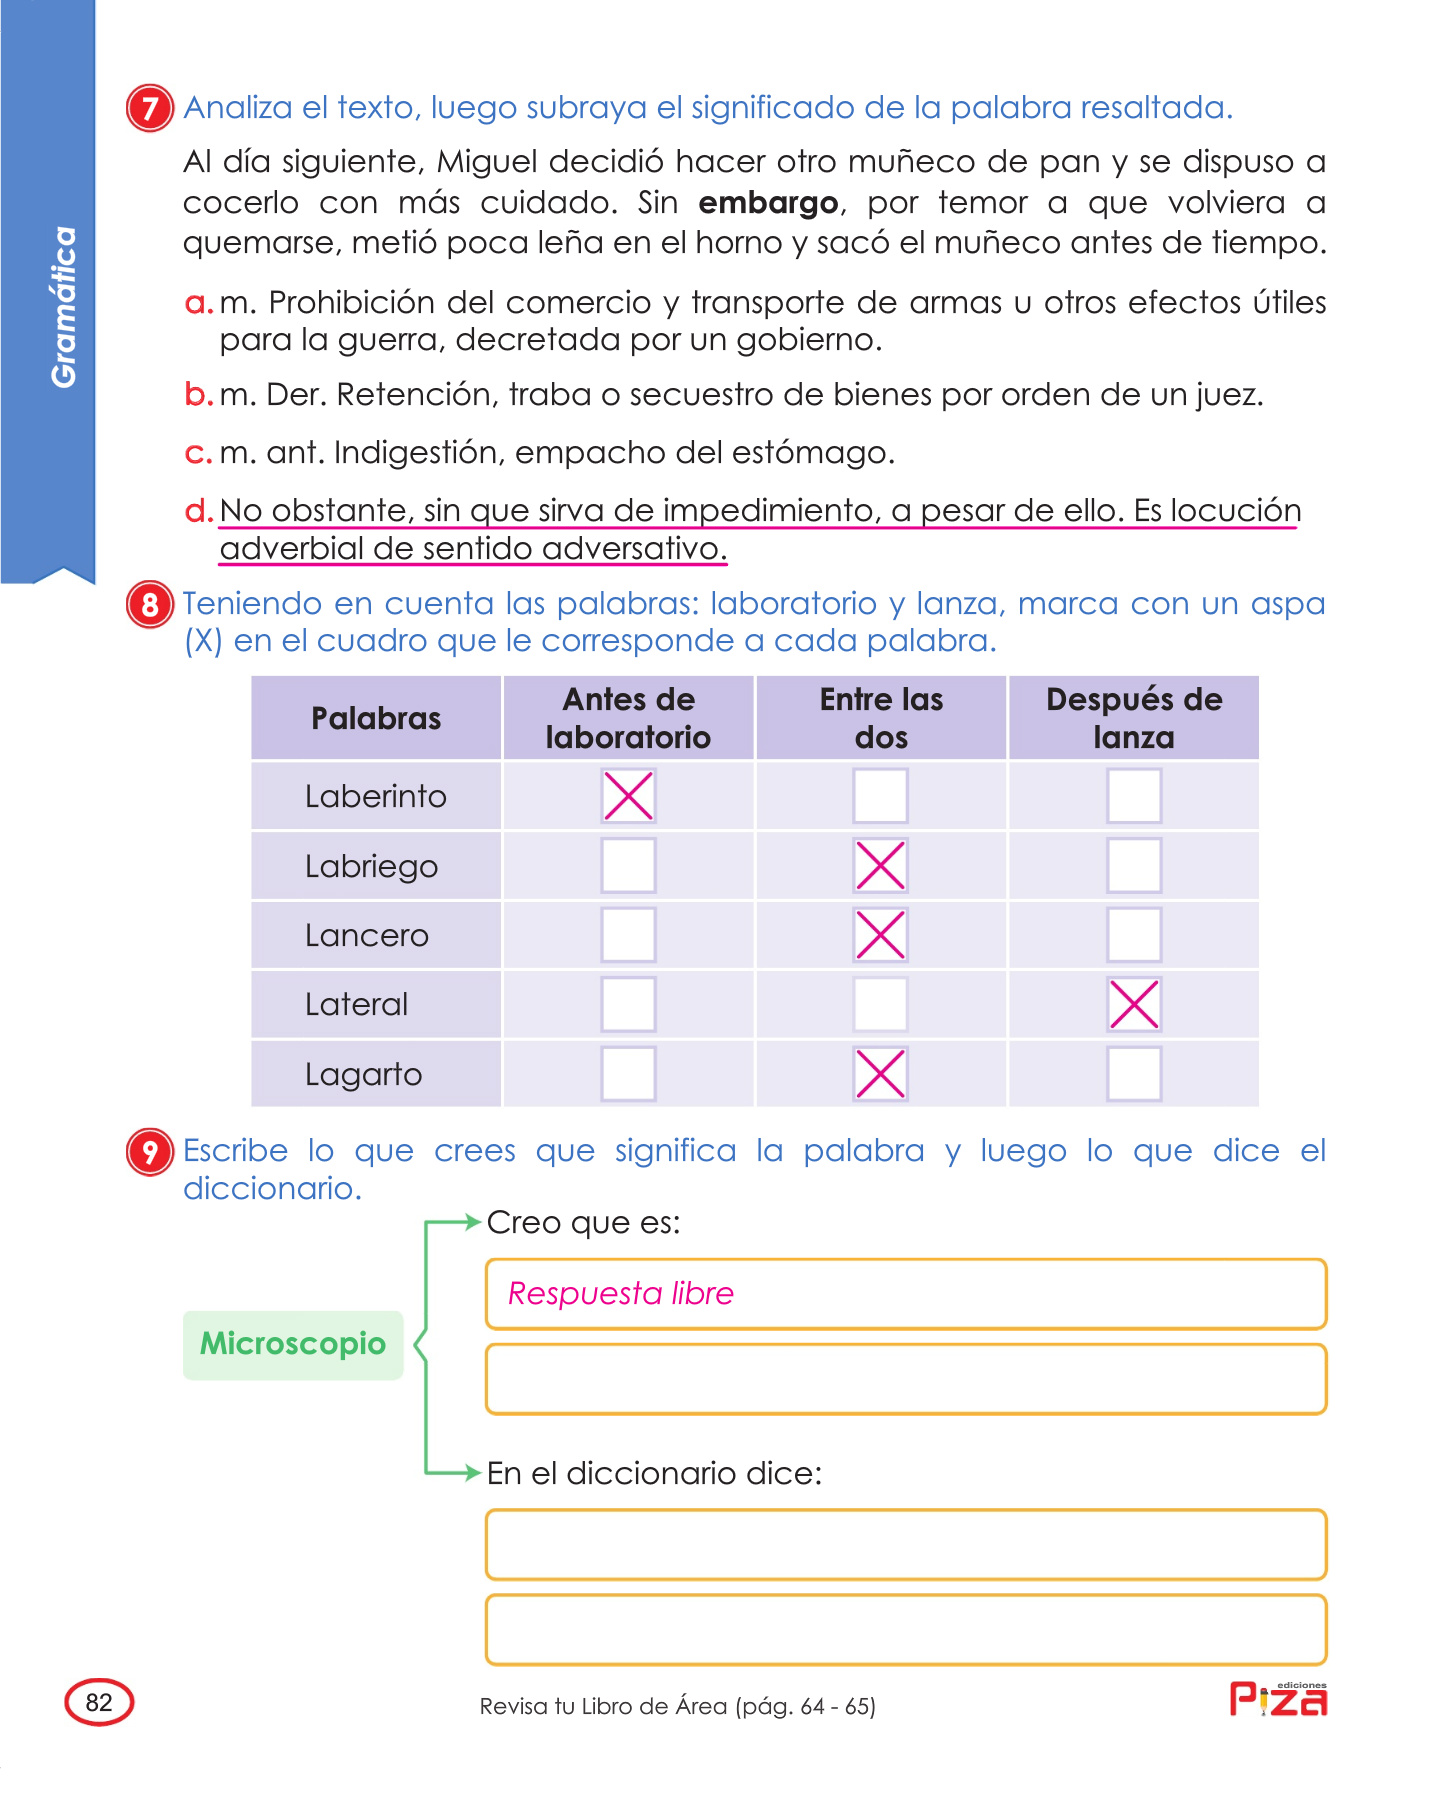 Gramática
7 Analiza el texto, luego subraya el significado de la palabra resaltada.
Al día siguiente, Miguel decidió hacer otro muñeco de pan y se dispuso a
cocerlo con más cuidado. Sin embargo, por temor a que volviera a
quemarse, metió poca leña en el horno y sacó el muñeco antes de tiempo.
a. m. Prohibición del comercio y transporte de armas u otros efectos útiles
para la guerra, decretada por un gobierno.
b. m. Der. Retención, traba o secuestro de bienes por orden de un juez.
c. m. ant. Indigestión, empacho del estómago.
d. No obstante, sin que sirva de impedimiento, a pesar de ello. Es locución
adverbial de sentido adversativo.
8 Teniendo en cuenta las palabras: laboratorio y lanza, marca con un aspa
(X) en el cuadro que le corresponde a cada palabra.
Palabras
Antes de
laboratorio
Entre las
dos
Después de
lanza
Laberinto
Labriego
Lancero
Lateral
Lagarto
9 Escribe lo que crees que significa la palabra y luego lo que dice el
diccionario.
Creo que es:
Respuesta libre
Microscopio
En el diccionario dice:
82
Revisa tu Libro de Área (pág. 64 - 65)
ediciones
Piza